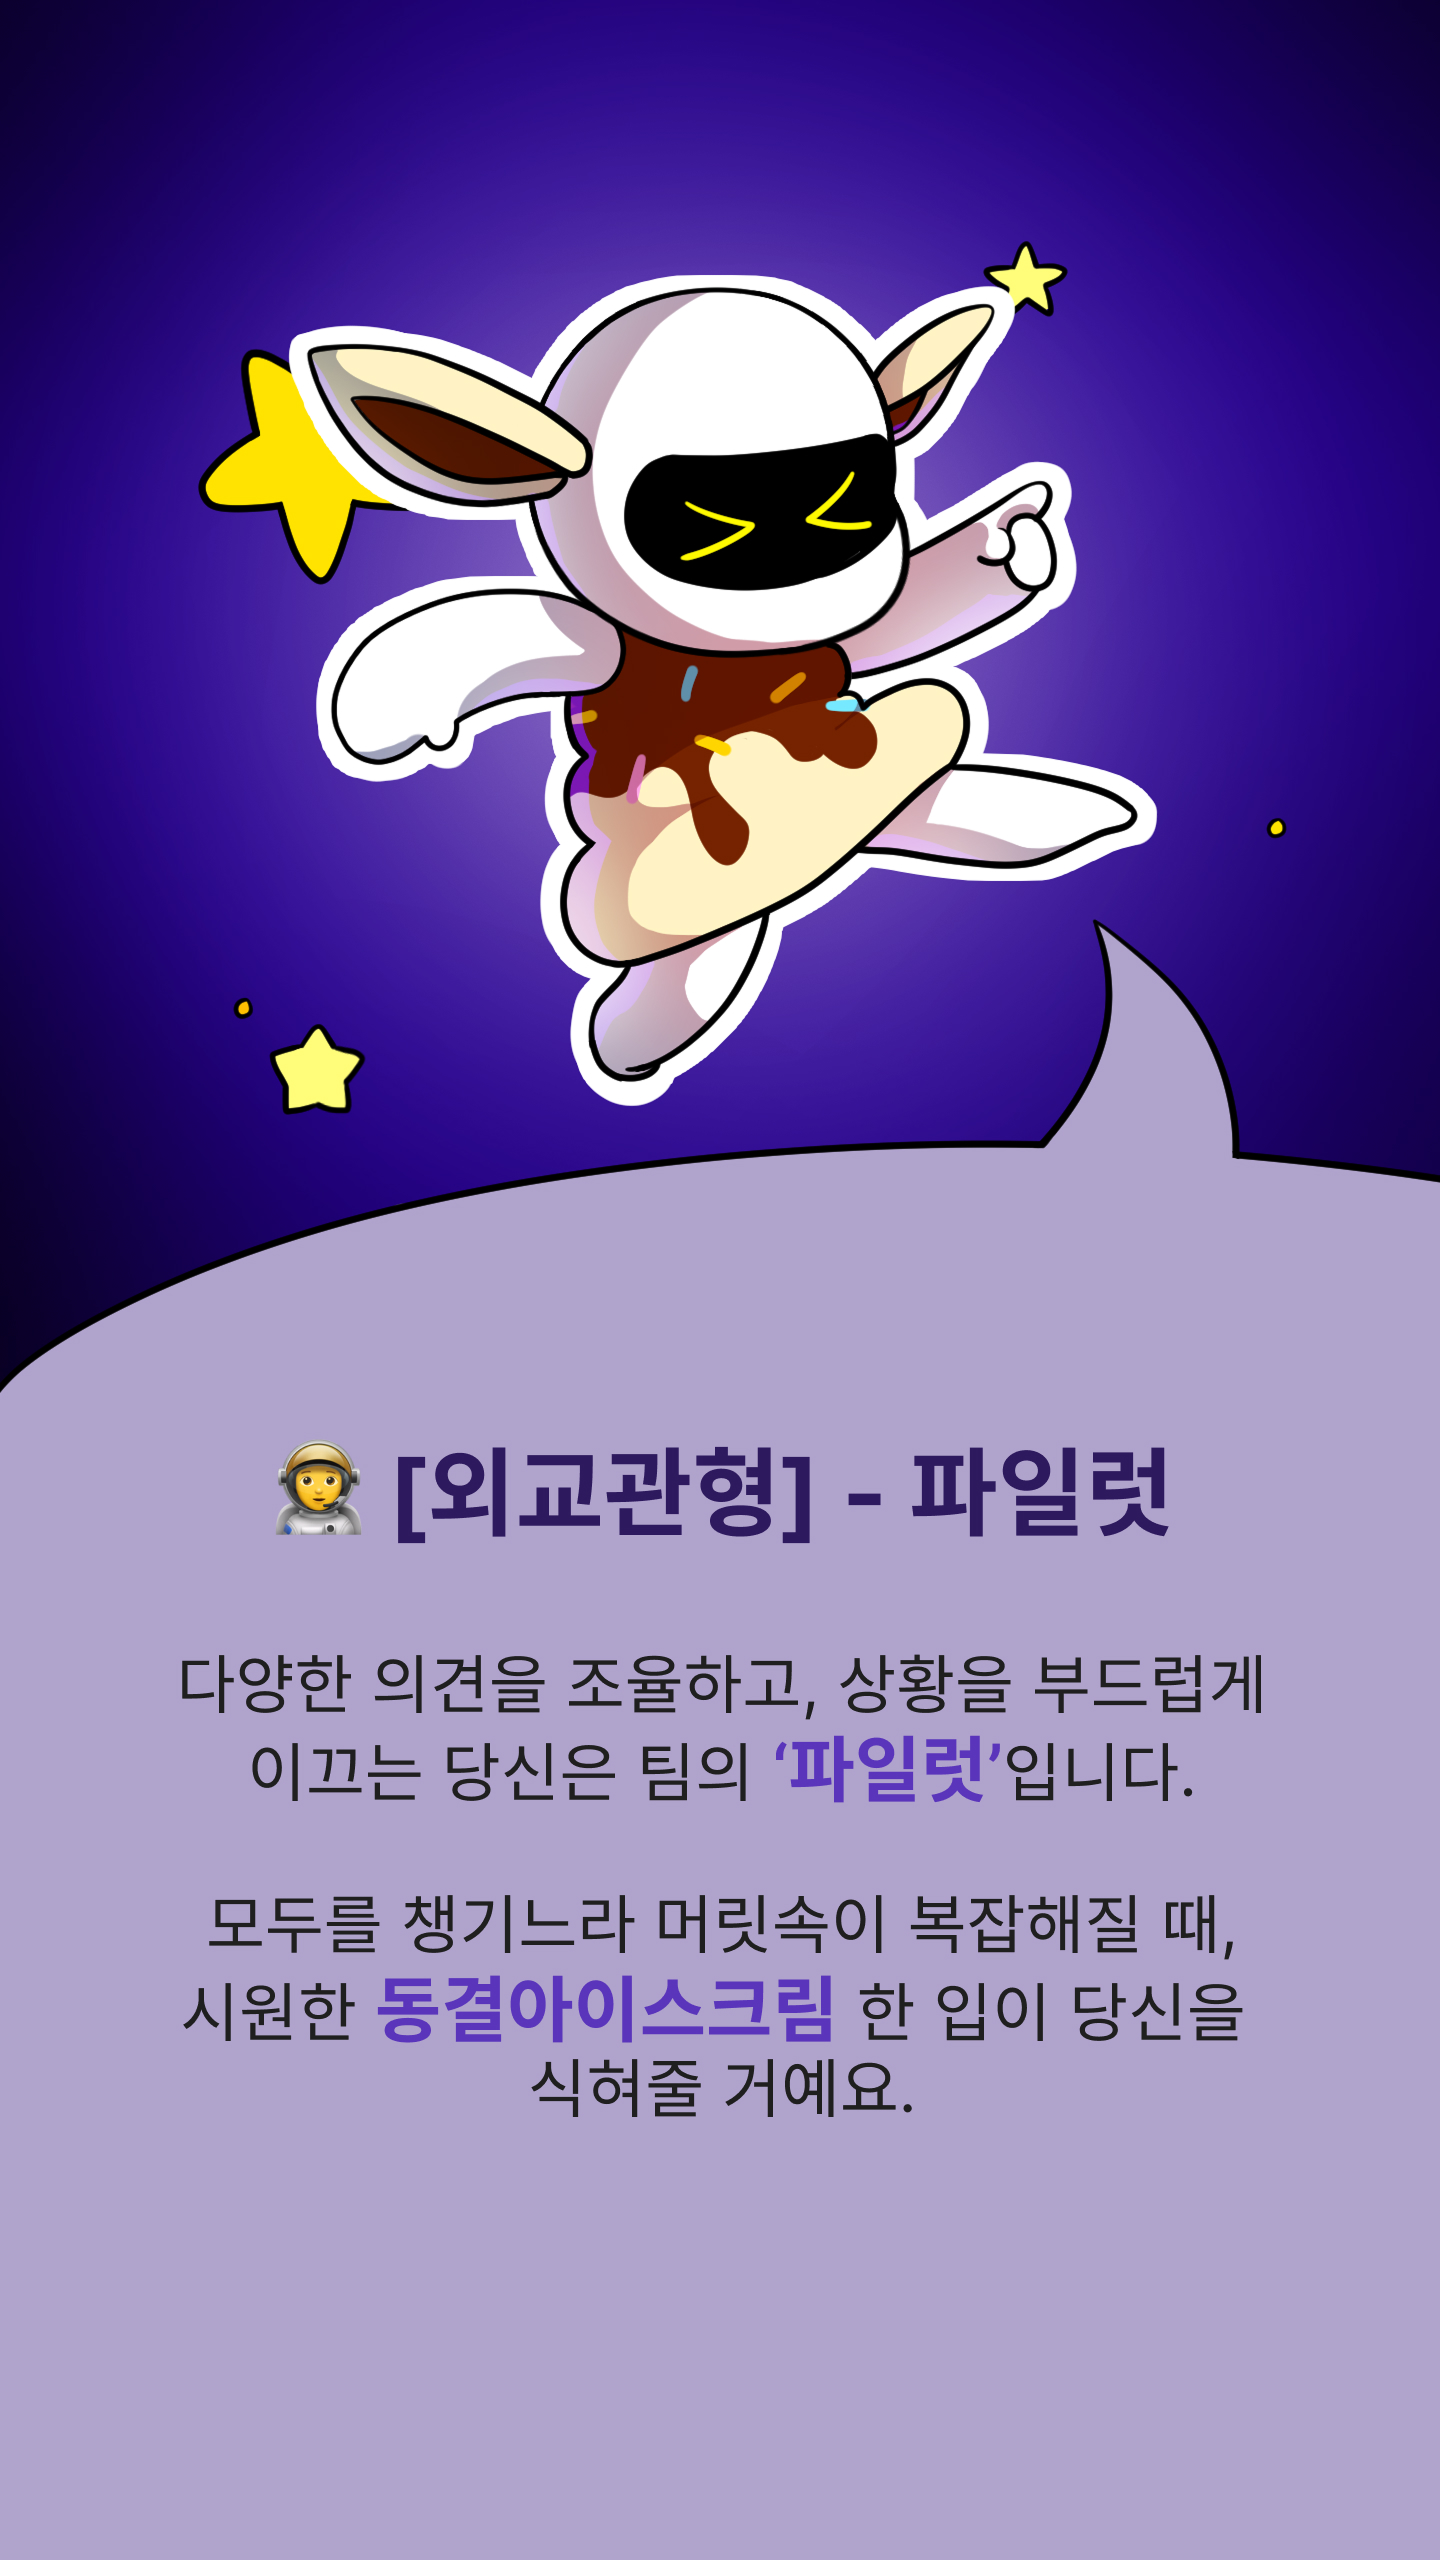 🧑‍🚀 [외교관형] - 파일럿
다양한 의견을 조율하고, 상황을 부드럽게
이끄는 당신은 팀의 ‘파일럿’입니다.
모두를 챙기느라 머릿속이 복잡해질 때,
시원한 동결아이스크림 한 입이 당신을
식혀줄 거예요.